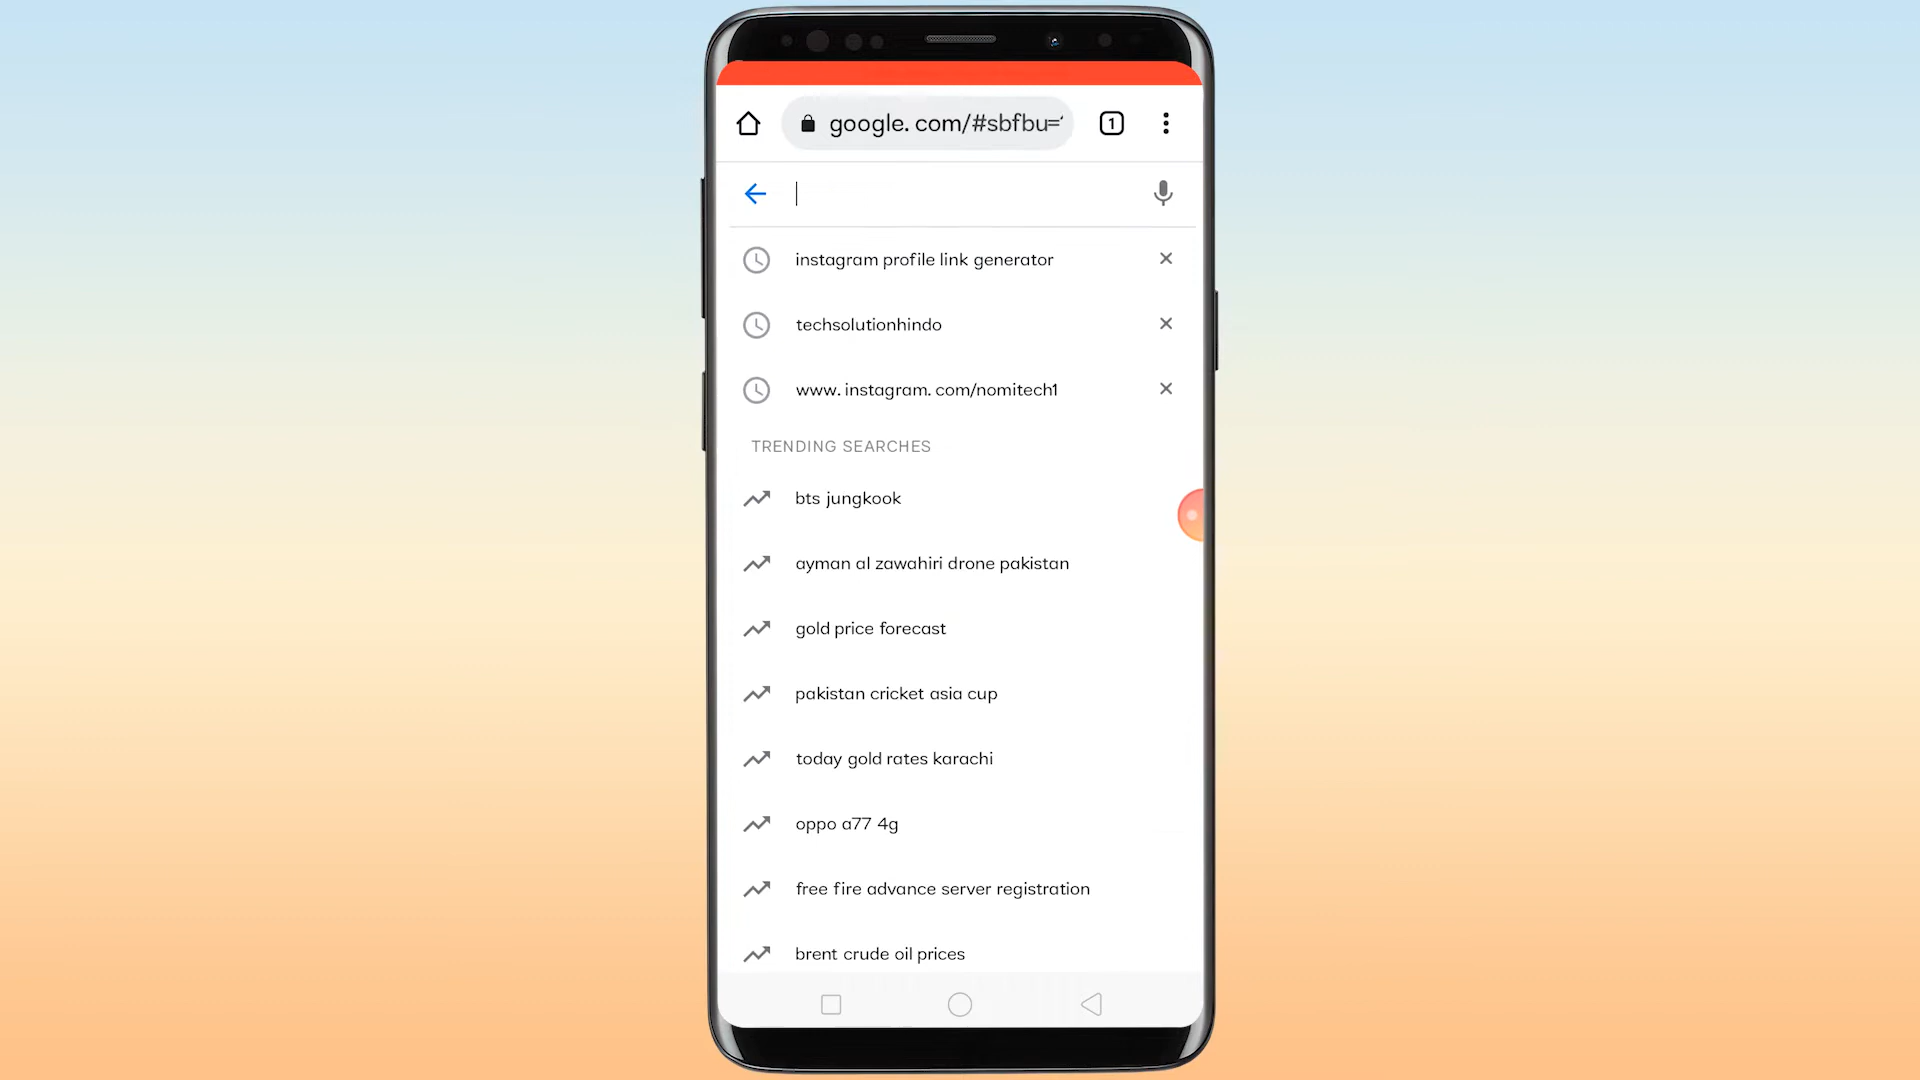 google. com/#sbfbu=
1
instagram profile link generator
techsolutionhindo
www. instagram. com/nomitech1
TRENDING SEARCHES
bts jungkook
ayman al zawahiri drone pakistan
gold price forecast
pakistan cricket asia cup
today gold rates karachi
oppo a77 4g
free fire advance server registration
brent crude oil prices